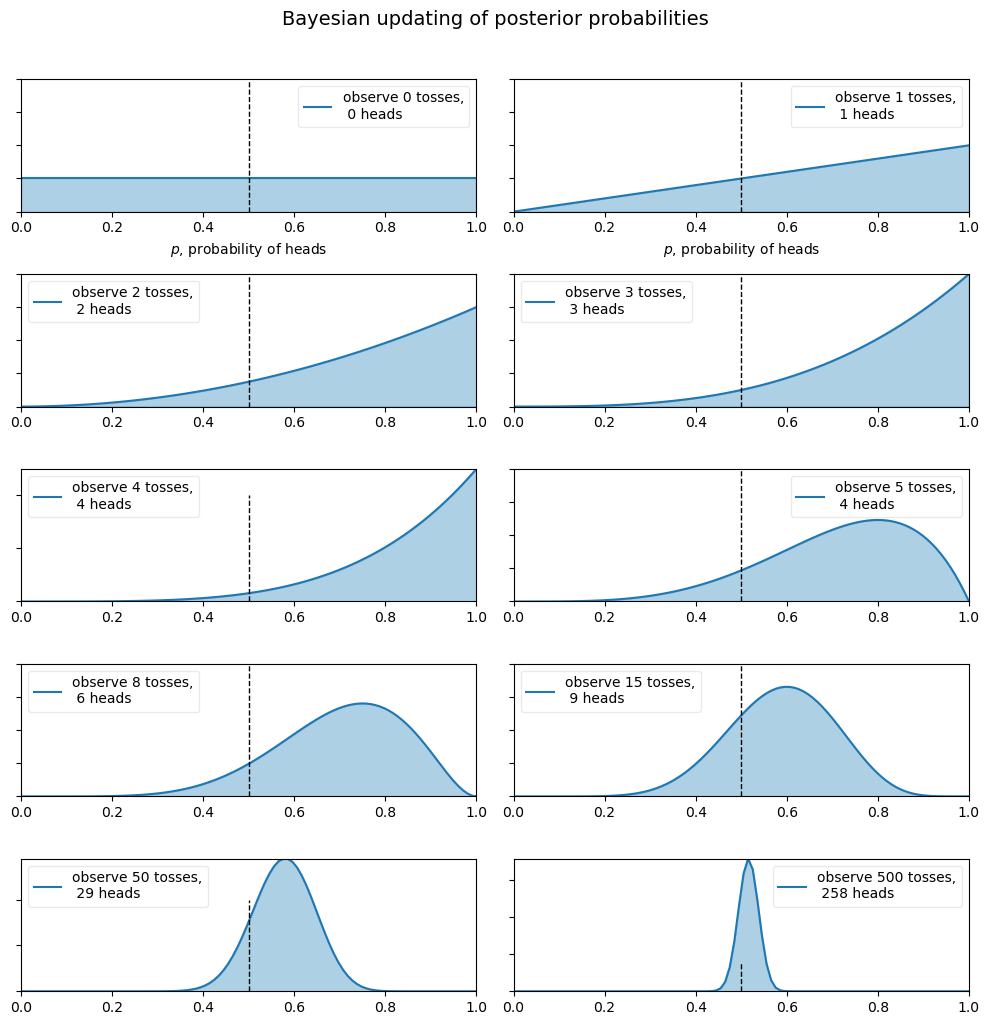 Bayesian updating of posterior probabilities
observe 0 tosses,
0 heads
0.0 0.2 0.4 0.6 0.8 1.0
p, probability of heads
observe 1 tosses,
1 heads
0.0 0.2 0.4 0.6 0.8 1.0
p, probability of heads
observe 2 tosses,
2 heads
0.0 0.2 0.4 0.6 0.8 1.0
observe 3 tosses,
3 heads
0.0 0.2 0.4 0.6 0.8 1.0
observe 4 tosses,
4 heads
0.0 0.2 0.4 0.6 0.8 1.0
observe 5 tosses,
4 heads
0.0 0.2 0.4 0.6 0.8 1.0
observe 8 tosses,
6 heads
0.0 0.2 0.4 0.6 0.8 1.0
observe 15 tosses,
9 heads
0.0 0.2 0.4 0.6 0.8 1.0
observe 50 tosses,
29 heads
0.0 0.2 0.4 0.6 0.8 1.0
observe 500 tosses,
258 heads
0.0 0.2 0.4 0.6 0.8 1.0